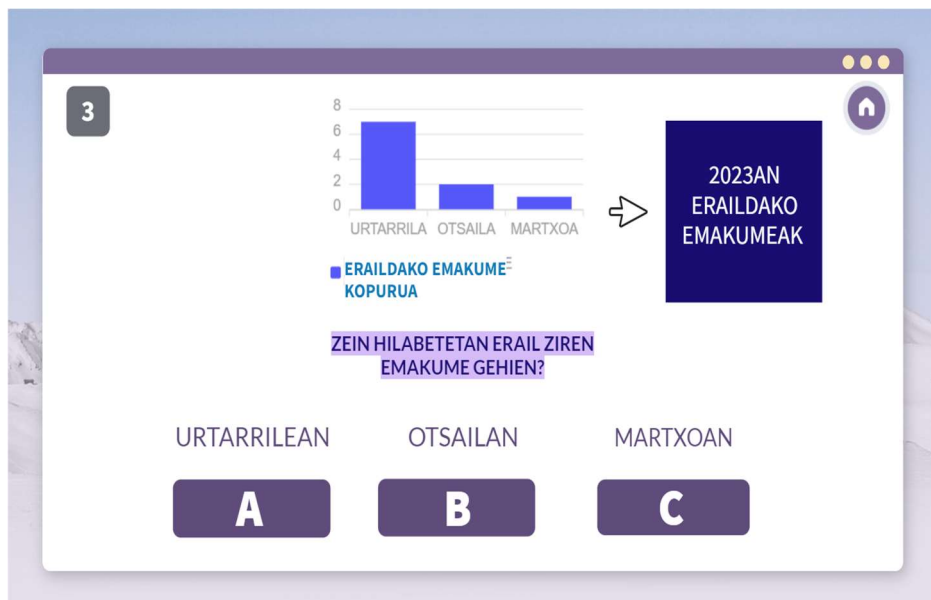 3
8
6
4
2
0
URTARRILA OTSAILA MARTXOA
ERAILDAKO EMAKUME
KOPURUA
2023AN
ERAILDAKO
EMAKUMEAK
ZEIN HILABETETAN ERAIL ZIREN
EMAKUME GEHIEN?
URTARRILEAN OTSAILAN MARTXOAN
A B C